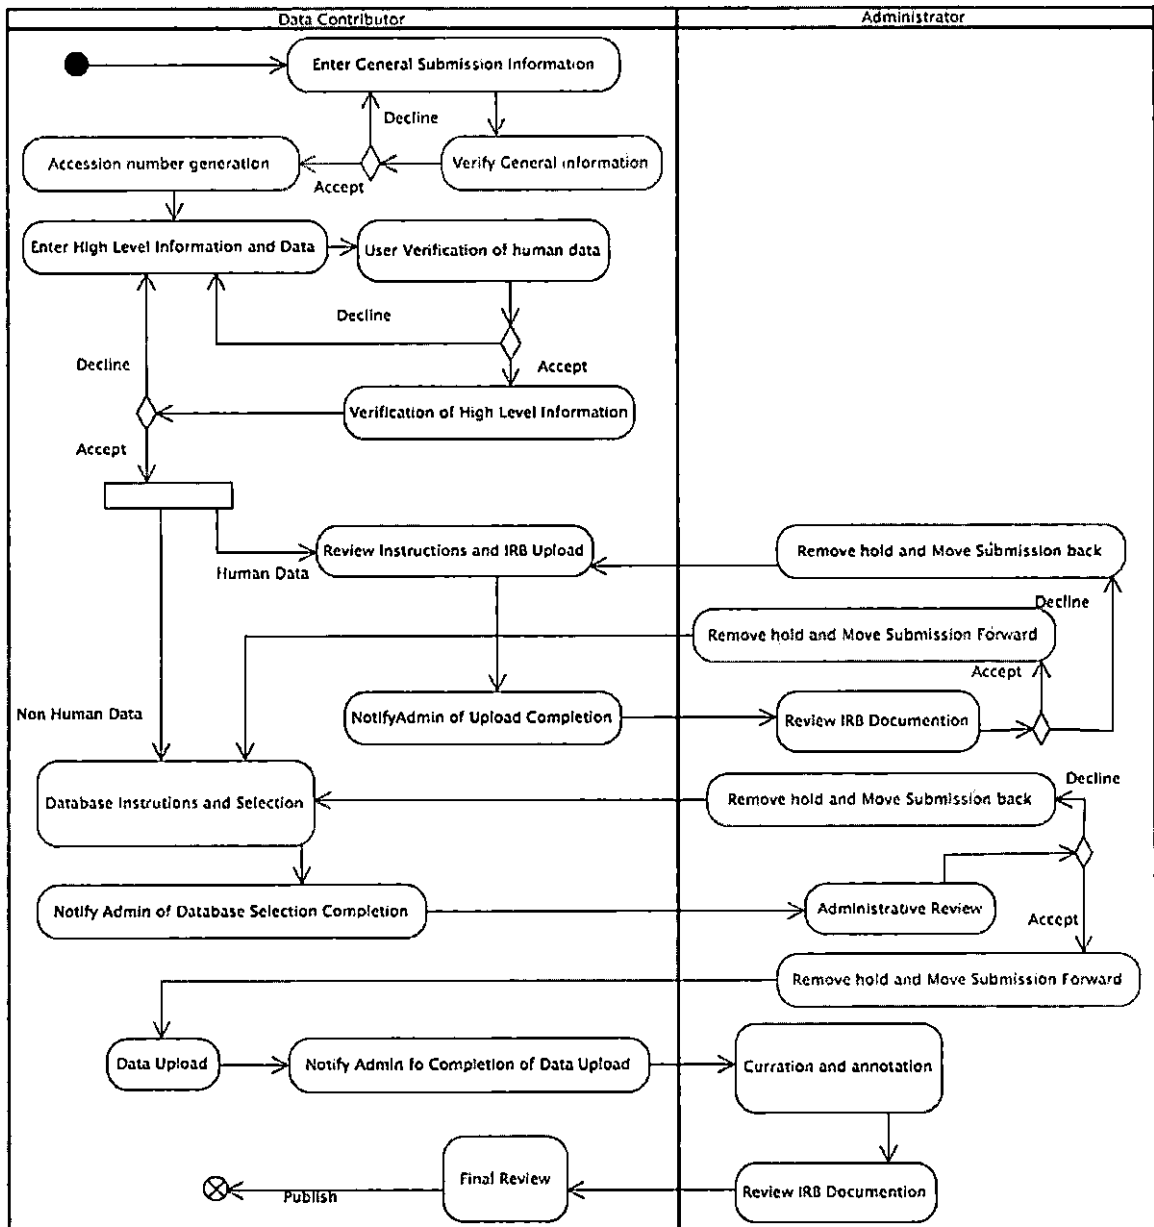 Data Contributor
Administrator
Enter General Submission Information
Decline
Accession number generation
Verify General Information
Accept
Enter High Level Information and Data
User Verification of human data
Decline
Decline
Accept
Verification of High Level Information
Accept
Review Instructions and IRB Upload
Remove hold and Move Submission back
Human Data
Decline
Remove hold and Move Submission Forward
Accept
Non Human Data
NotifyAdmin of Upload Completion
Review IRB Documention
Decline
Database Instrutions and Selection
Remove hold and Move Submission back
Notify Admin of Database Selection Completion
Administrative Review
Accept
Remove hold and Move Submission Forward
Data Upload
Notify Admin fo Completion of Data Upload
Curration and annotation
Final Review
Publish
Review IRB Documention